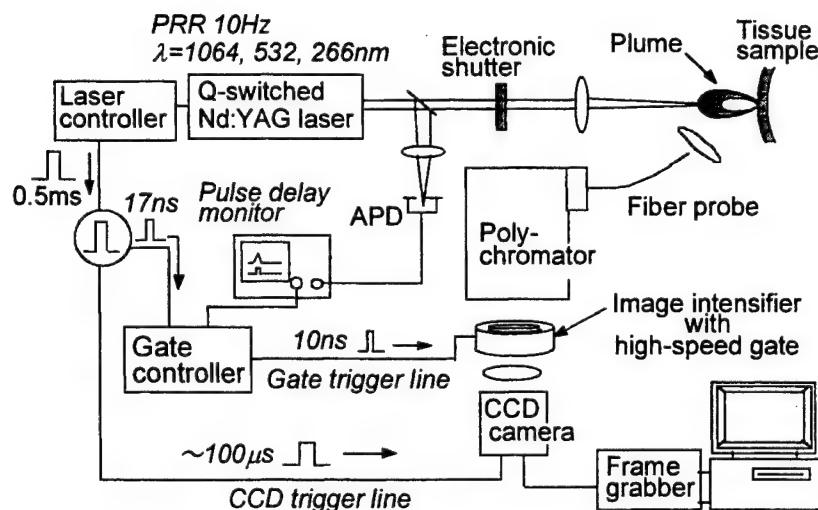 PRR 10Hz
λ=1064, 532, 266nm
Electronic
shutter
Plume
Tissue
sample
Laser
controller
Q-switched
Nd:YAG laser
0.5ms
17ns
Pulse delay
monitor
APD
Fiber probe
Poly-
chromator
Image intensifier
with
high-speed gate
Gate
controller
10ns
Gate trigger line
CCD
camera
~100μs
CCD trigger line
Frame
grabber